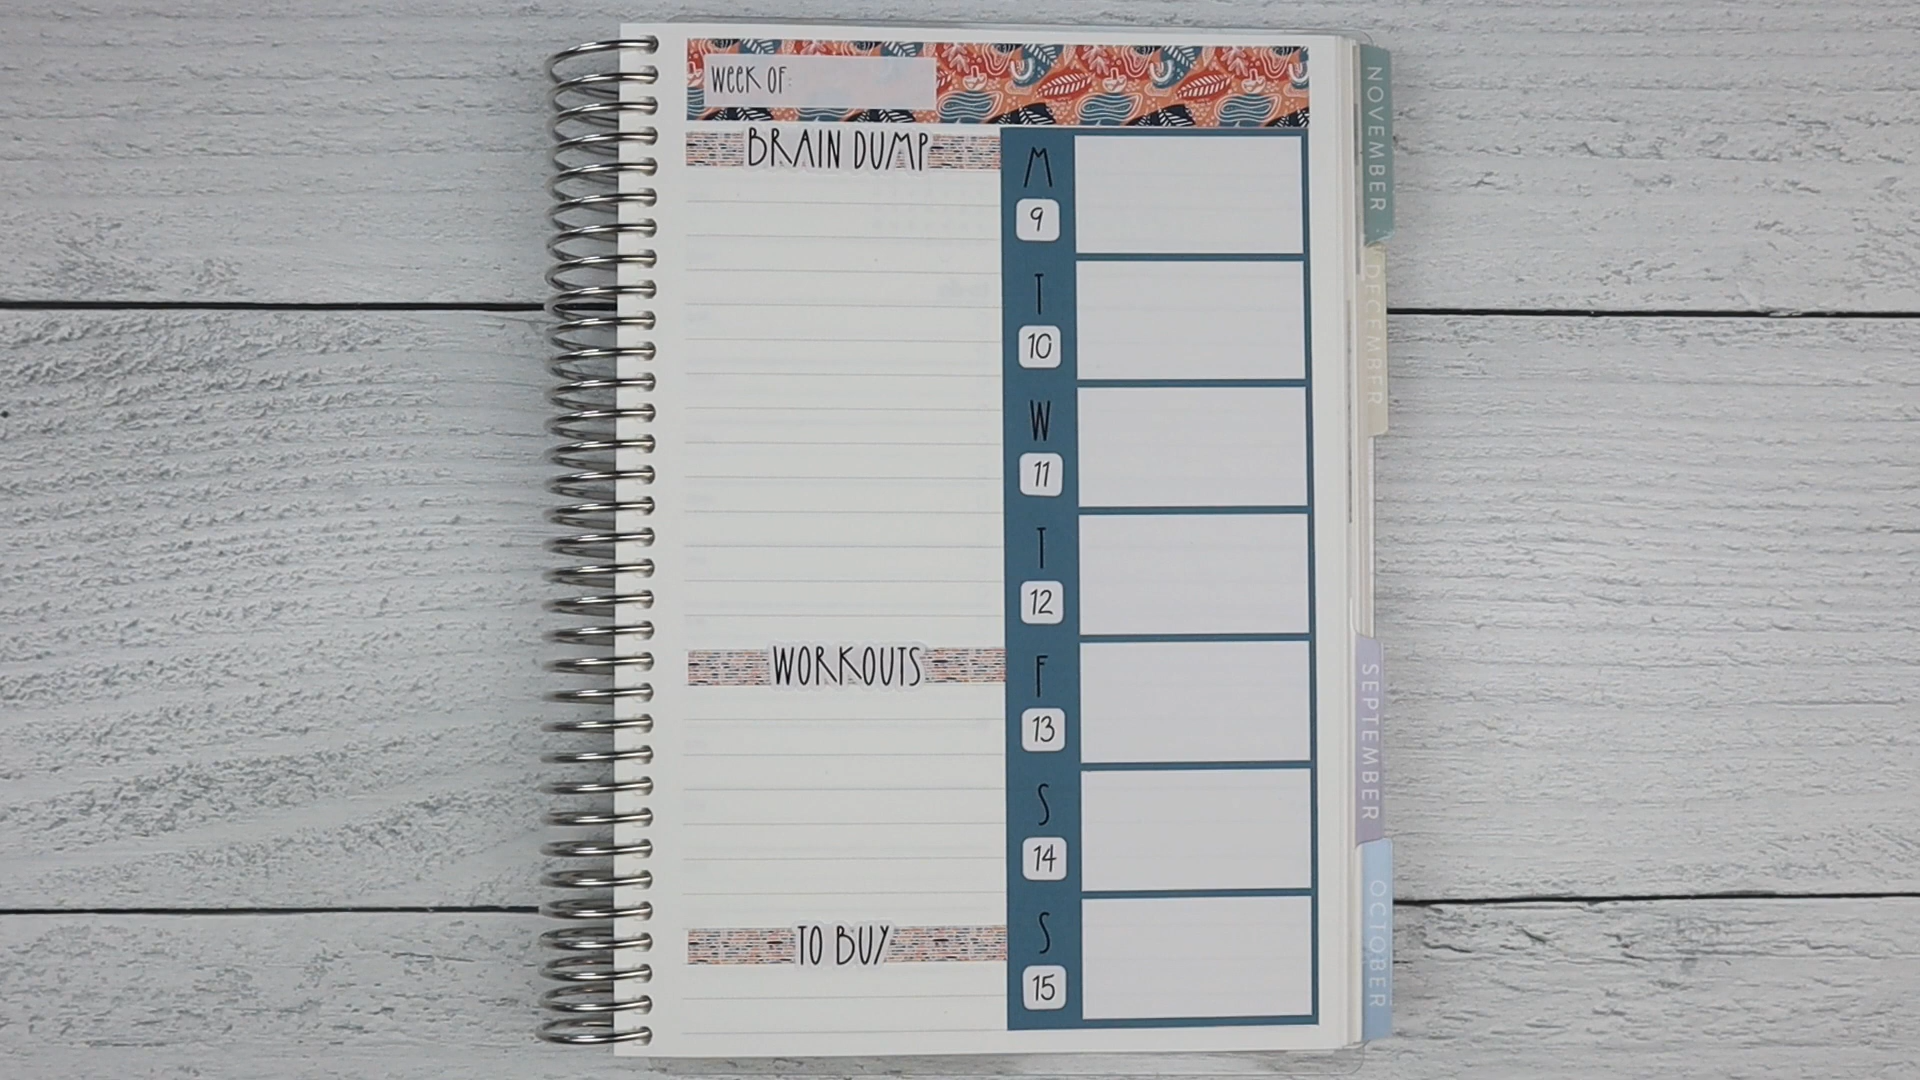 Week of:
BRAIN DUMP
WORKOUTS
TO BUY
M
9
T
10
W
11
T
12
F
13
S
14
S
15
NOVEMBER
DECEMBER
SEPTEMBER
OCTOBER